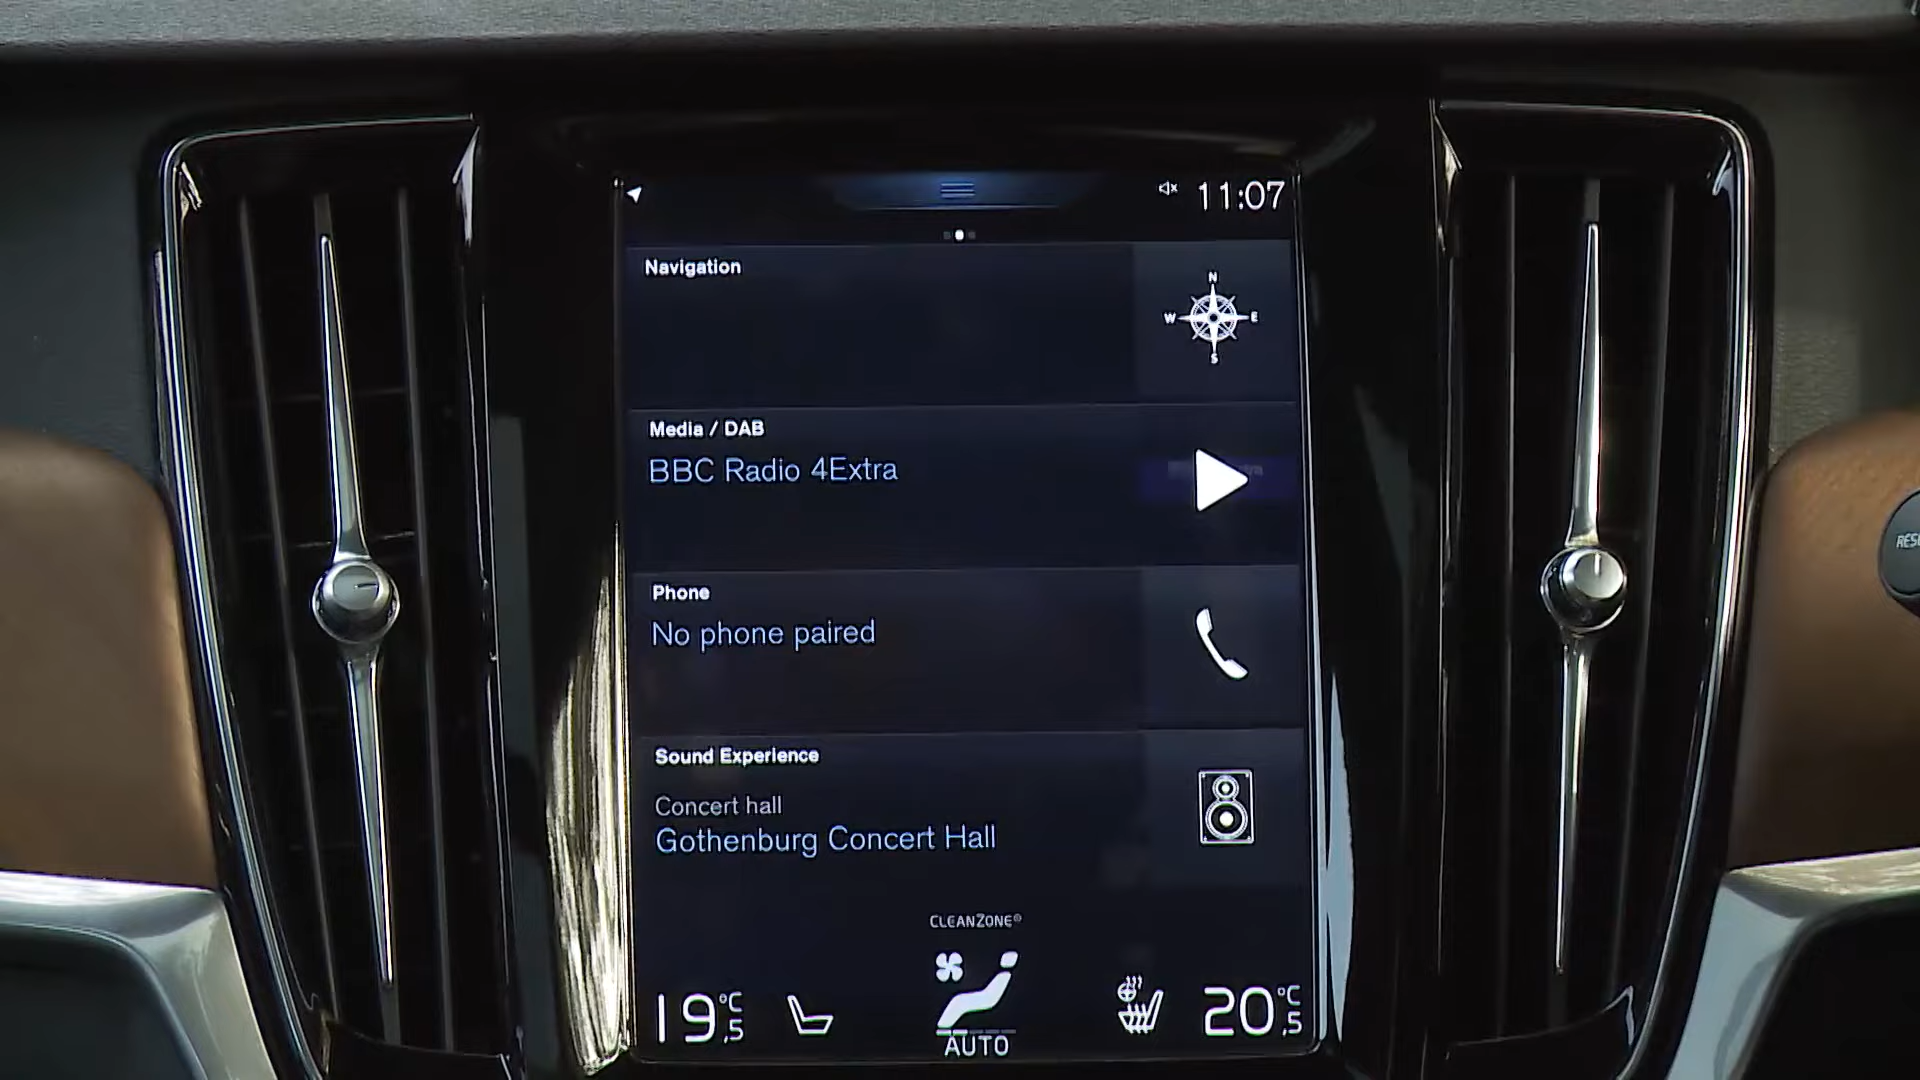 11:07
Navigation
N
W E
S
Media / DAB
BBC Radio 4Extra
Phone
No phone paired
Sound Experience
Concert hall
Gothenburg Concert Hall
CLEANZONE®
19,5 °C
20,5 °C
AUTO